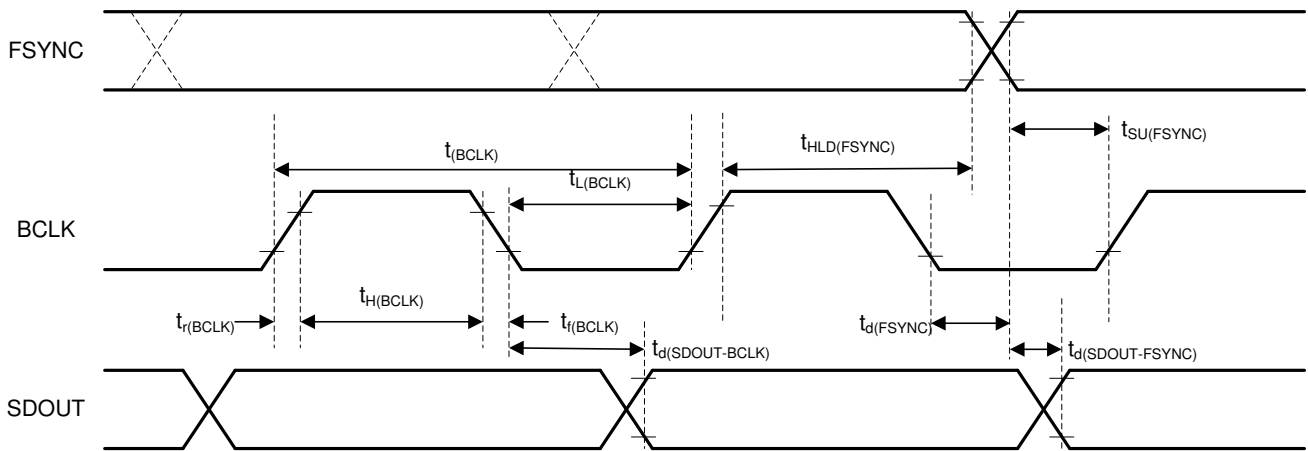 FSYNC
tSU(FSYNC)
tHLD(FSYNC)
t(BCLK)
tL(BCLK)
BCLK
tH(BCLK)
tr(BCLK)
tf(BCLK)
td(FSYNC)
td(SDOUT-BCLK)
td(SDOUT-FSYNC)
SDOUT